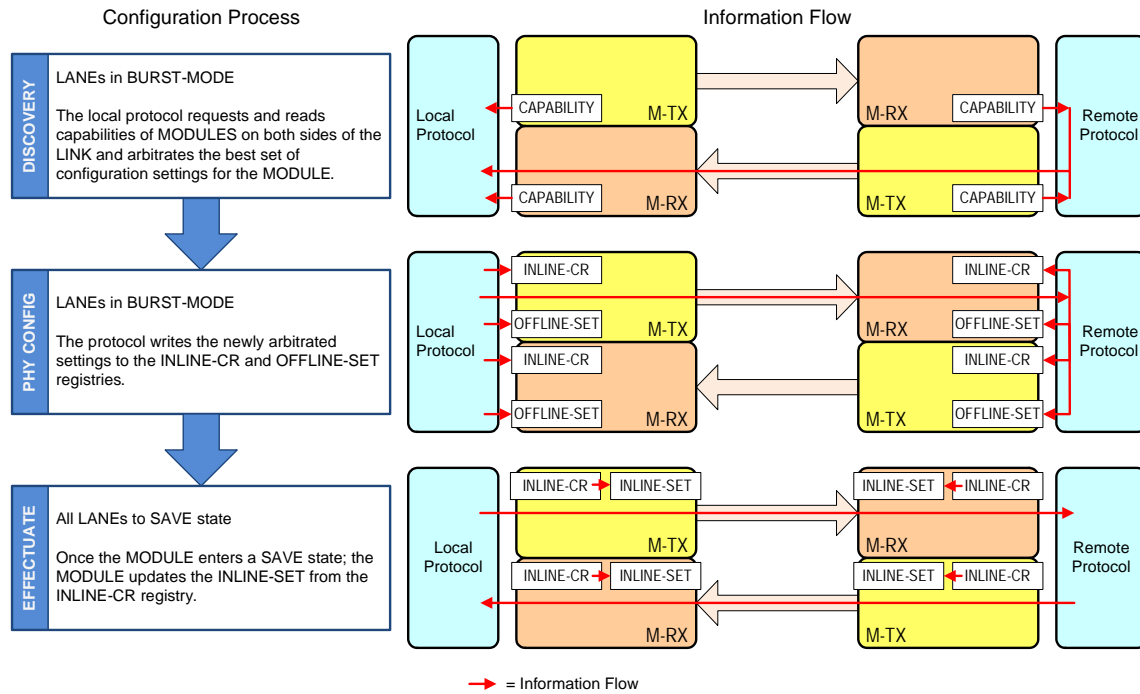 Configuration Process
Information Flow
DISCOVERY
LANEs in BURST-MODE
The local protocol requests and reads
capabilities of MODULES on both sides of the
LINK and arbitrates the best set of
configuration settings for the MODULE.
Local
Protocol
CAPABILITY
M-TX
CAPABILITY
M-RX
CAPABILITY
M-RX
CAPABILITY
M-TX
Remote
Protocol
PHY CONFIG
LANEs in BURST-MODE
The protocol writes the newly arbitrated
settings to the INLINE-CR and OFFLINE-SET
registries.
Local
Protocol
INLINE-CR
OFFLINE-SET
M-TX
INLINE-CR
OFFLINE-SET
M-RX
INLINE-CR
OFFLINE-SET
M-RX
INLINE-CR
OFFLINE-SET
M-TX
Remote
Protocol
EFFECTUATE
All LANEs to SAVE state
Once the MODULE enters a SAVE state; the
MODULE updates the INLINE-SET from the
INLINE-CR registry.
Local
Protocol
INLINE-CR
INLINE-SET
M-TX
INLINE-SET
INLINE-CR
M-RX
INLINE-CR
INLINE-SET
M-RX
INLINE-SET
INLINE-CR
M-TX
Remote
Protocol
= Information Flow